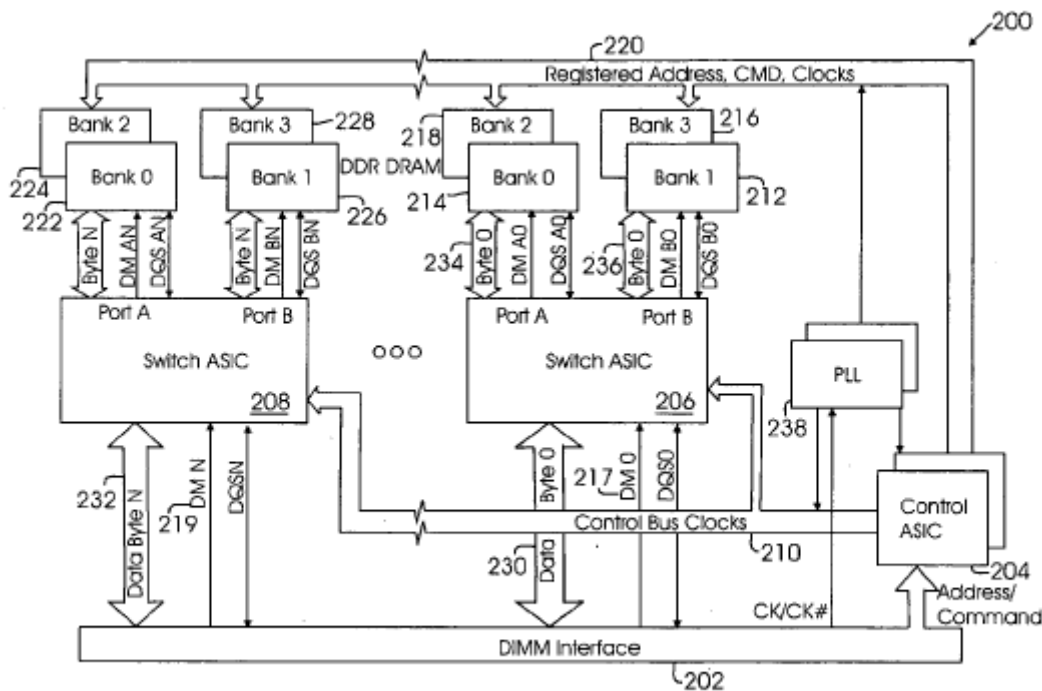 200
220
Registered Address, CMD, Clocks
Bank 2
Bank 3
228
218
Bank 2
Bank 3
216
DDR DRAM
224
Bank 0
Bank 1
214
Bank 0
Bank 1
212
222
226
Byte N
DM AN
DQS AN
Byte N
DM BN
DQS BN
234
Byte 0
DM A0
DQS A0
236
Byte 0
DM B0
DQS B0
Port A
Port B
Port A
Port B
Switch ASIC
Switch ASIC
PLL
208
206
238
232
Data Byte N
219
DM N
DQSN
230
Data Byte 0
217
DM 0
DQS0
Control Bus Clocks
210
Control
ASIC
204
CK/CK#
Address/
Command
DIMM Interface
202